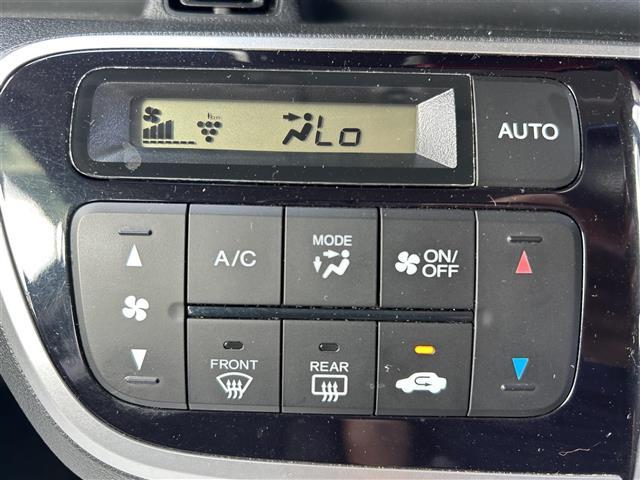 Lo
AUTO
A/C
MODE
ON/
OFF
FRONT
REAR